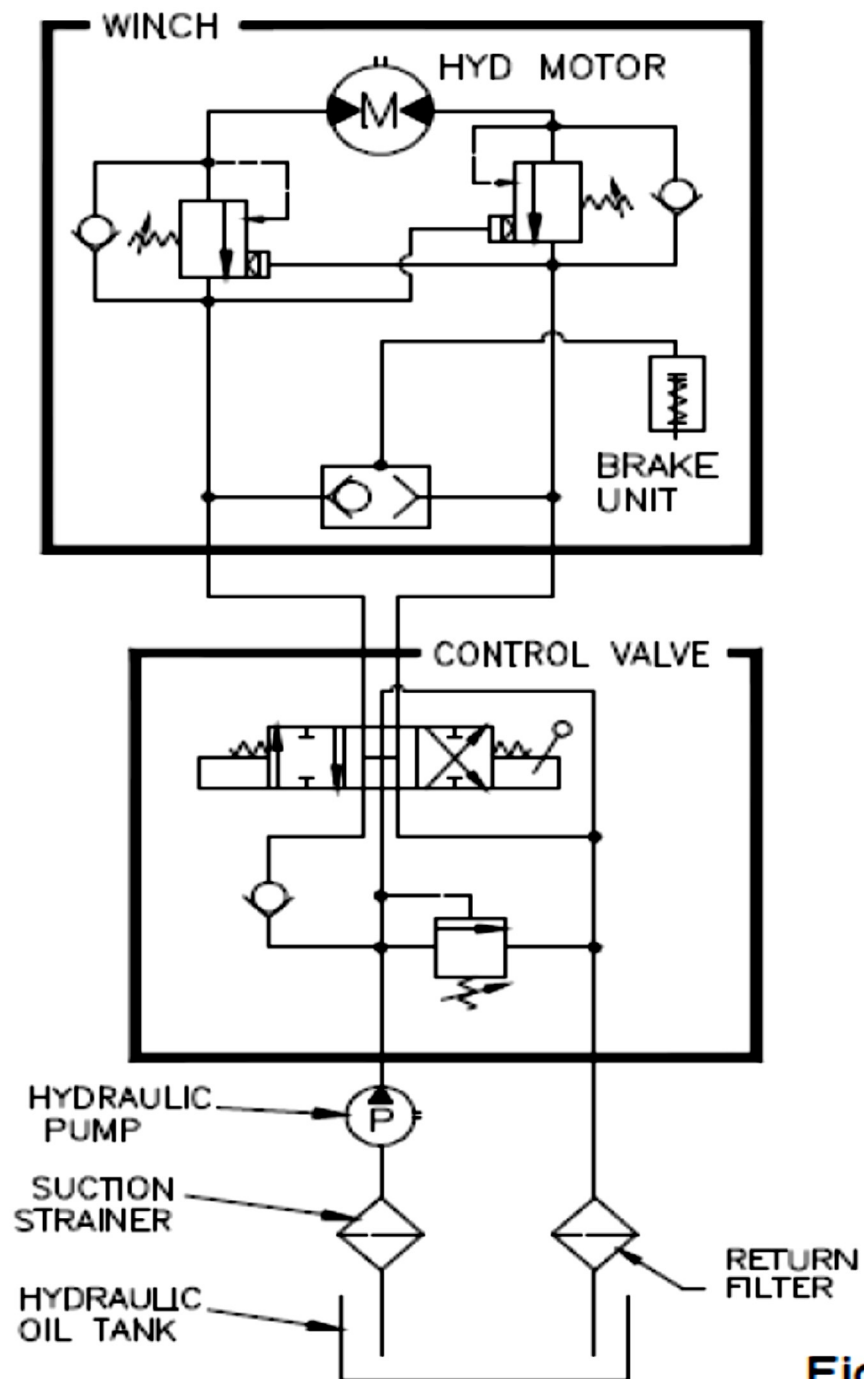 WINCH
HYD MOTOR
M
BRAKE
UNIT
CONTROL VALVE
HYDRAULIC
PUMP
P
SUCTION
STRAINER
RETURN
FILTER
HYDRAULIC
OIL TANK